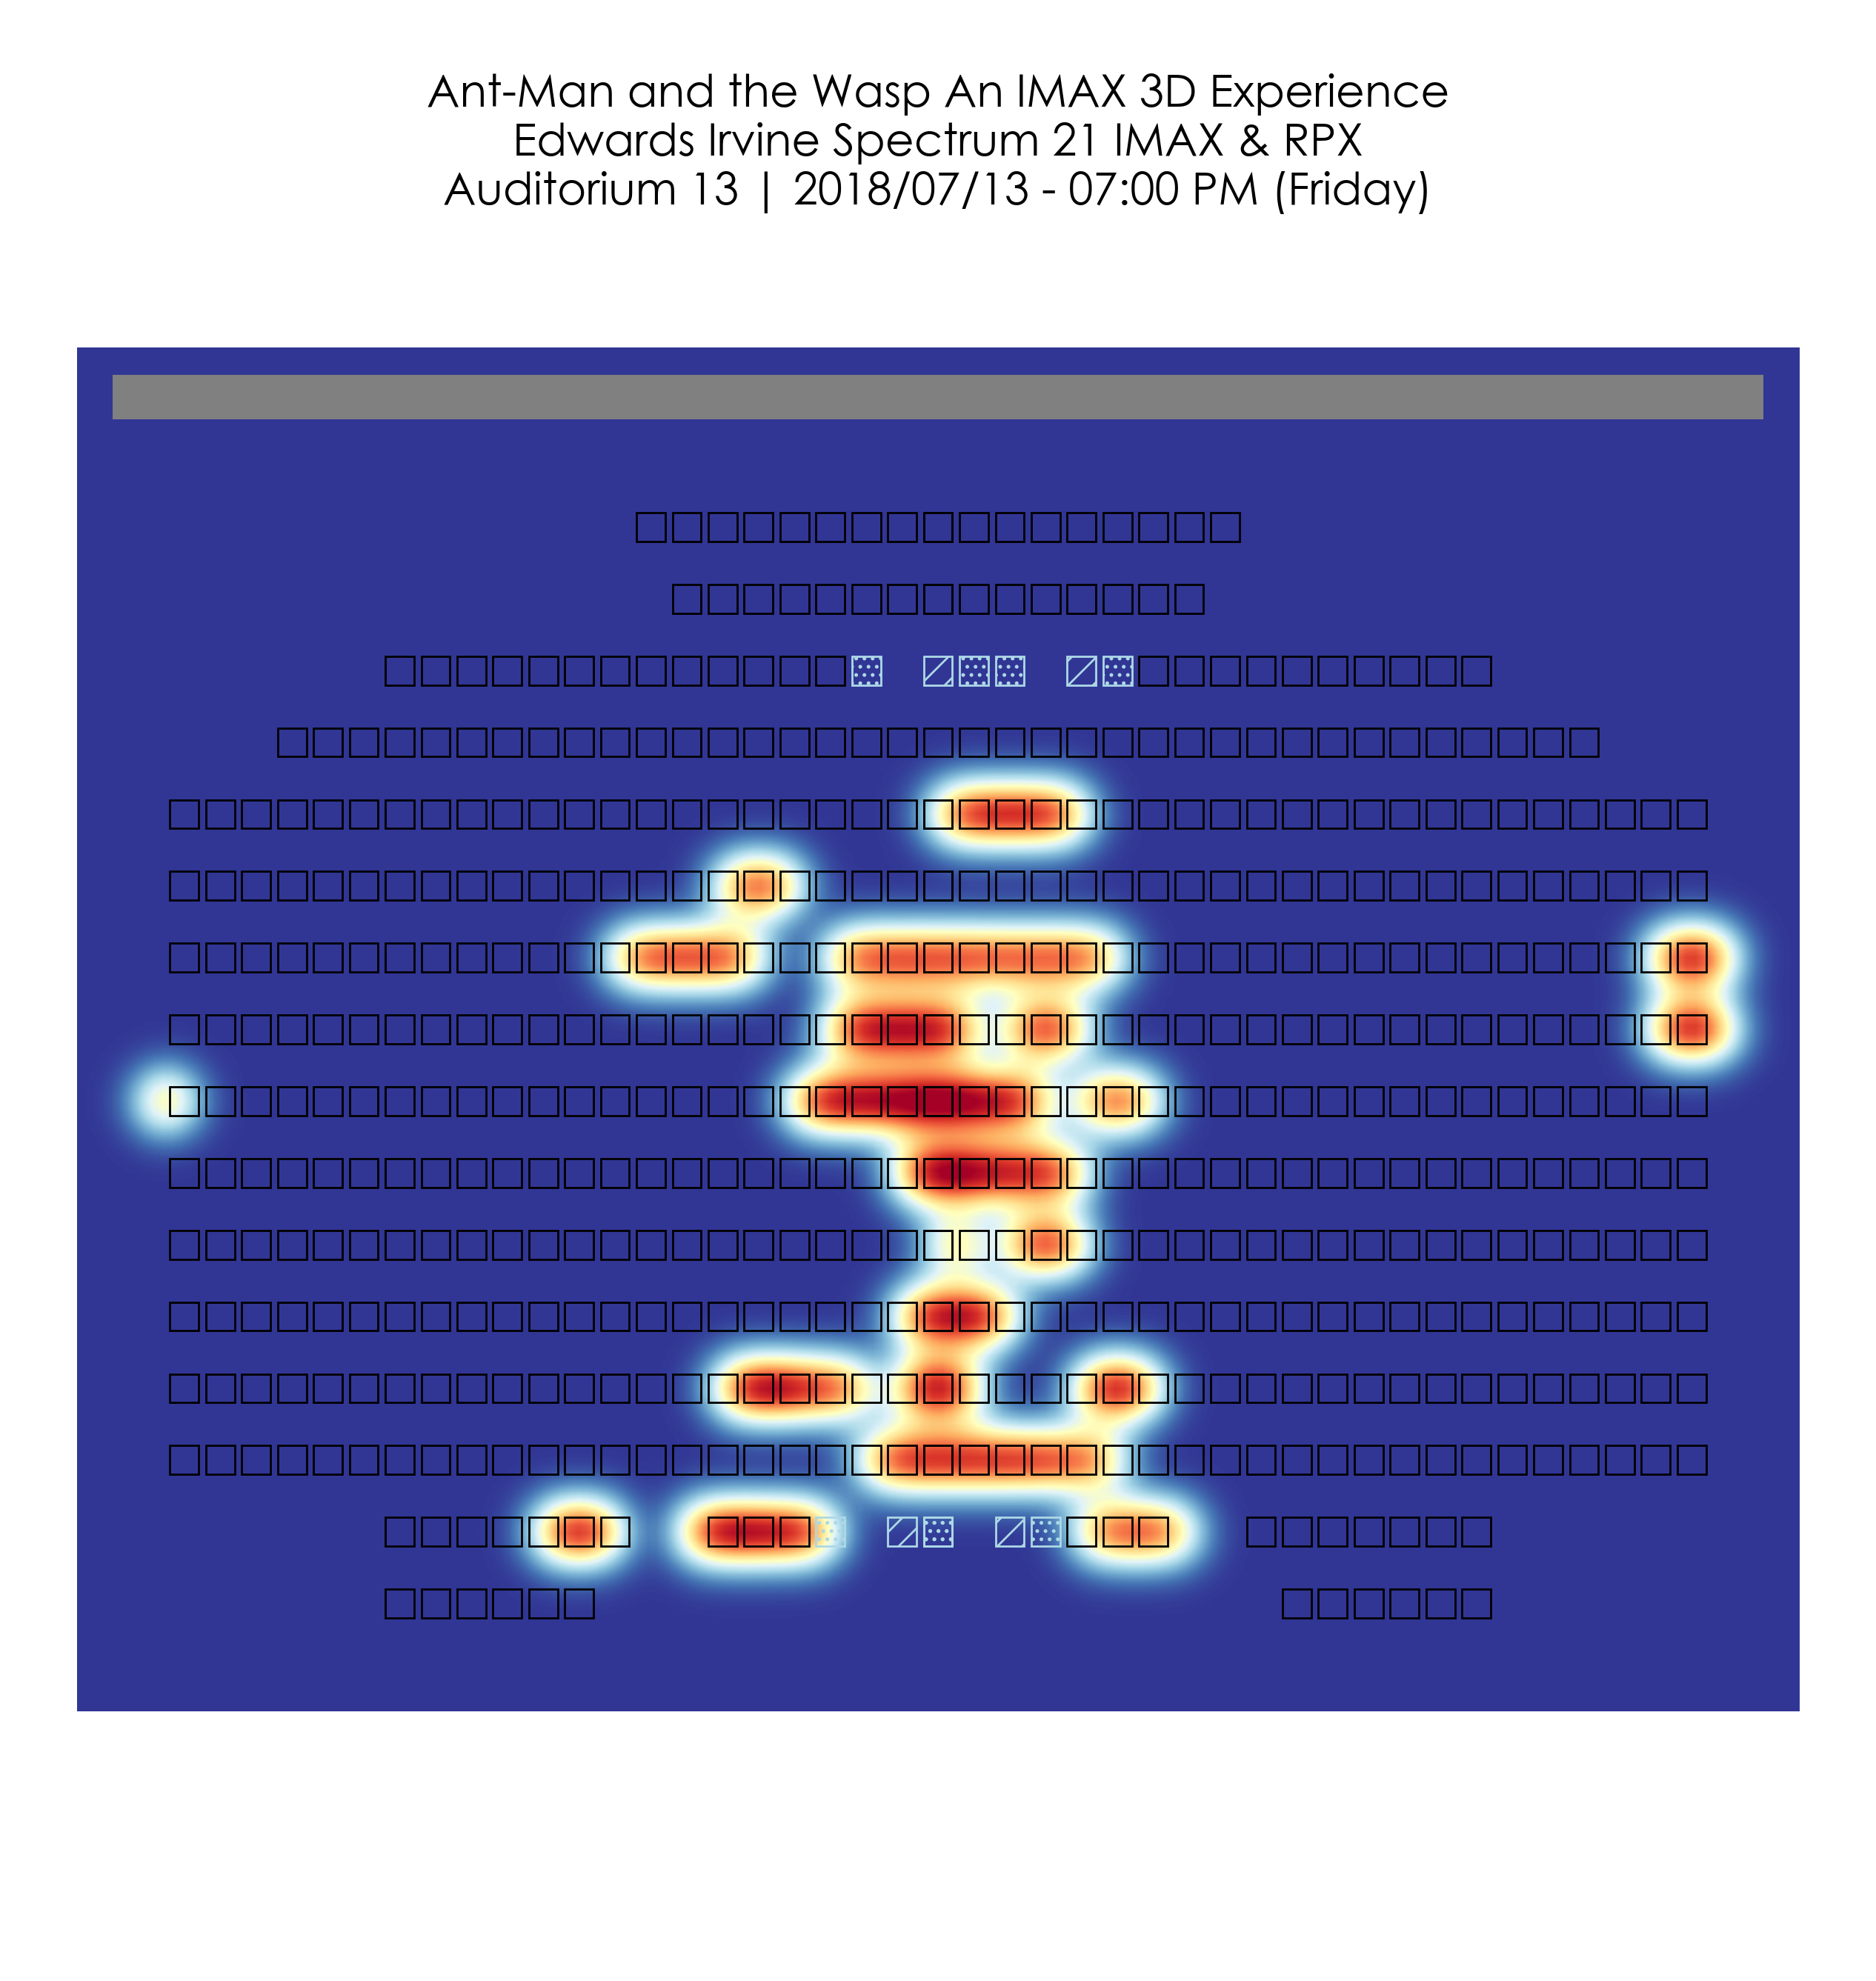 Ant-Man and the Wasp An IMAX 3D Experience
Edwards Irvine Spectrum 21 IMAX & RPX
Auditorium 13 | 2018/07/13 - 07:00 PM (Friday)